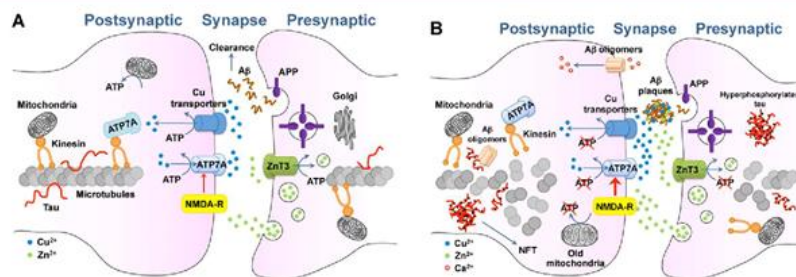 A
Postsynaptic Synapse Presynaptic
Clearance
Aβ
APP
ATP
Cu
transporters
Golgi
Mitochondria
ATP7A
Kinesin
ATP
ATP7A
ZnT3
ATP
ATP
Microtubules
Tau
NMDA-R
Cu²⁺
Zn²⁺
B
Postsynaptic Synapse Presynaptic
Aβ oligomers
Aβ
plaques
APP
Cu
transporters
Hyperphosphorylated
tau
Mitochondria
ATP7A
Kinesin
Aβ
oligomers
ATP
ATP7A
ZnT3
ATP
ATP
NMDA-R
ATP
NFT
Old
mitochondria
Cu²⁺
Zn²⁺
Ca²⁺